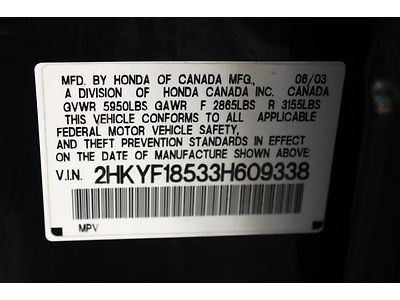 MFD. BY HONDA OF CANADA MFG., 06/03
A DIVISION OF HONDA CANADA INC. CANADA
GVWR 5950LBS GAWR F 2865LBS R 3155LBS
THIS VEHICLE CONFORMS TO ALL APPLICABLE
FEDERAL MOTOR VEHICLE SAFETY,
AND THEFT PREVENTION STANDARDS IN EFFECT
ON THE DATE OF MANUFACTURE SHOWN ABOVE.
V.I.N. 2HKYF18533H609338
MPV